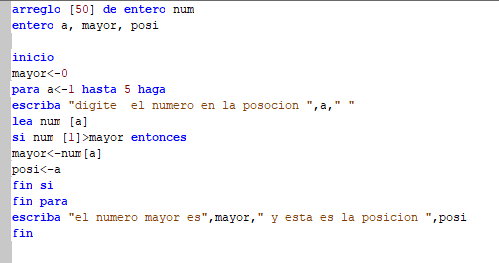 arreglo [50] de entero num
entero a, mayor, posi
inicio
mayor<-0
para a<-1 hasta 5 haga
escriba "digite  el numero en la posocion ",a," "
lea num [a]
si num [1]>mayor entonces
mayor<-num[a]
posi<-a
fin si
fin para
escriba "el numero mayor es",mayor," y esta es la posicion ",posi
fin